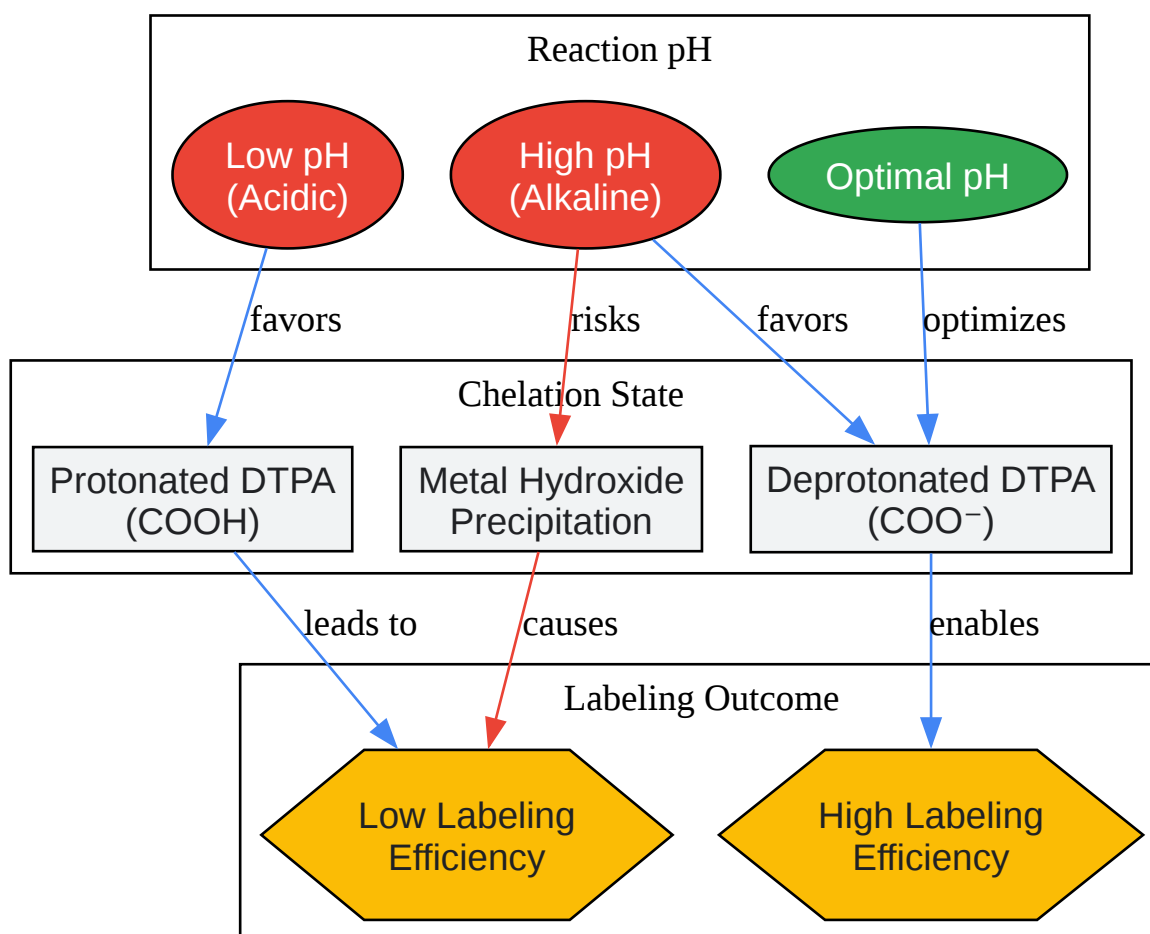 Reaction pH
Low pH
(Acidic)
High pH
(Alkaline)
Optimal pH
favors
risks
favors
optimizes
Chelation State
Protonated DTPA
(COOH)
Metal Hydroxide
Precipitation
Deprotonated DTPA
(COO⁻)
leads to
causes
enables
Labeling Outcome
Low Labeling
Efficiency
High Labeling
Efficiency